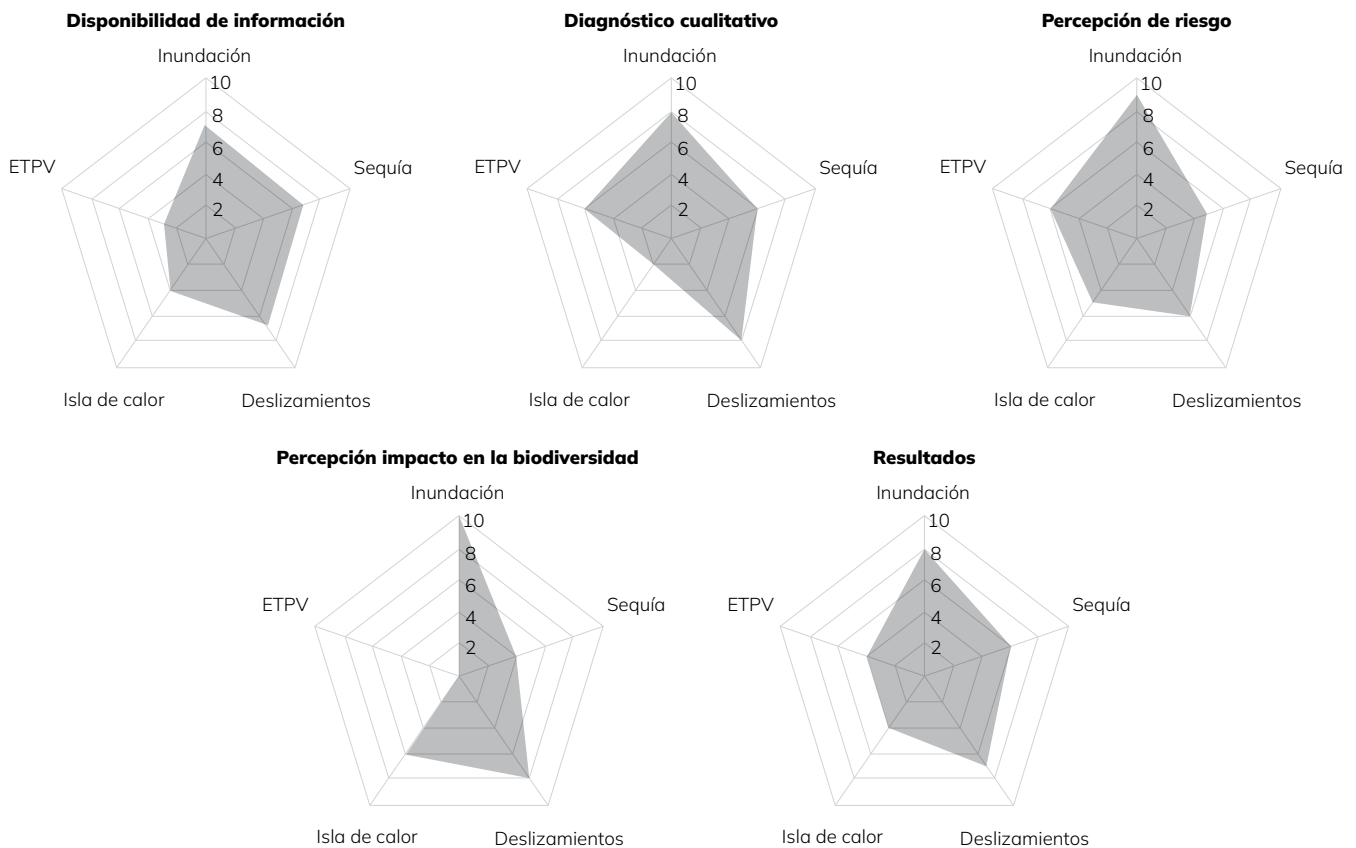 Disponibilidad de información
Inundación
10
8
6
4
2
ETPV
Sequía
Isla de calor
Deslizamientos
Diagnóstico cualitativo
Inundación
10
8
6
4
2
ETPV
Sequía
Isla de calor
Deslizamientos
Percepción de riesgo
Inundación
10
8
6
4
2
ETPV
Sequía
Isla de calor
Deslizamientos
Percepción impacto en la biodiversidad
Inundación
10
8
6
4
2
ETPV
Sequía
Isla de calor
Deslizamientos
Resultados
Inundación
10
8
6
4
2
ETPV
Sequía
Isla de calor
Deslizamientos